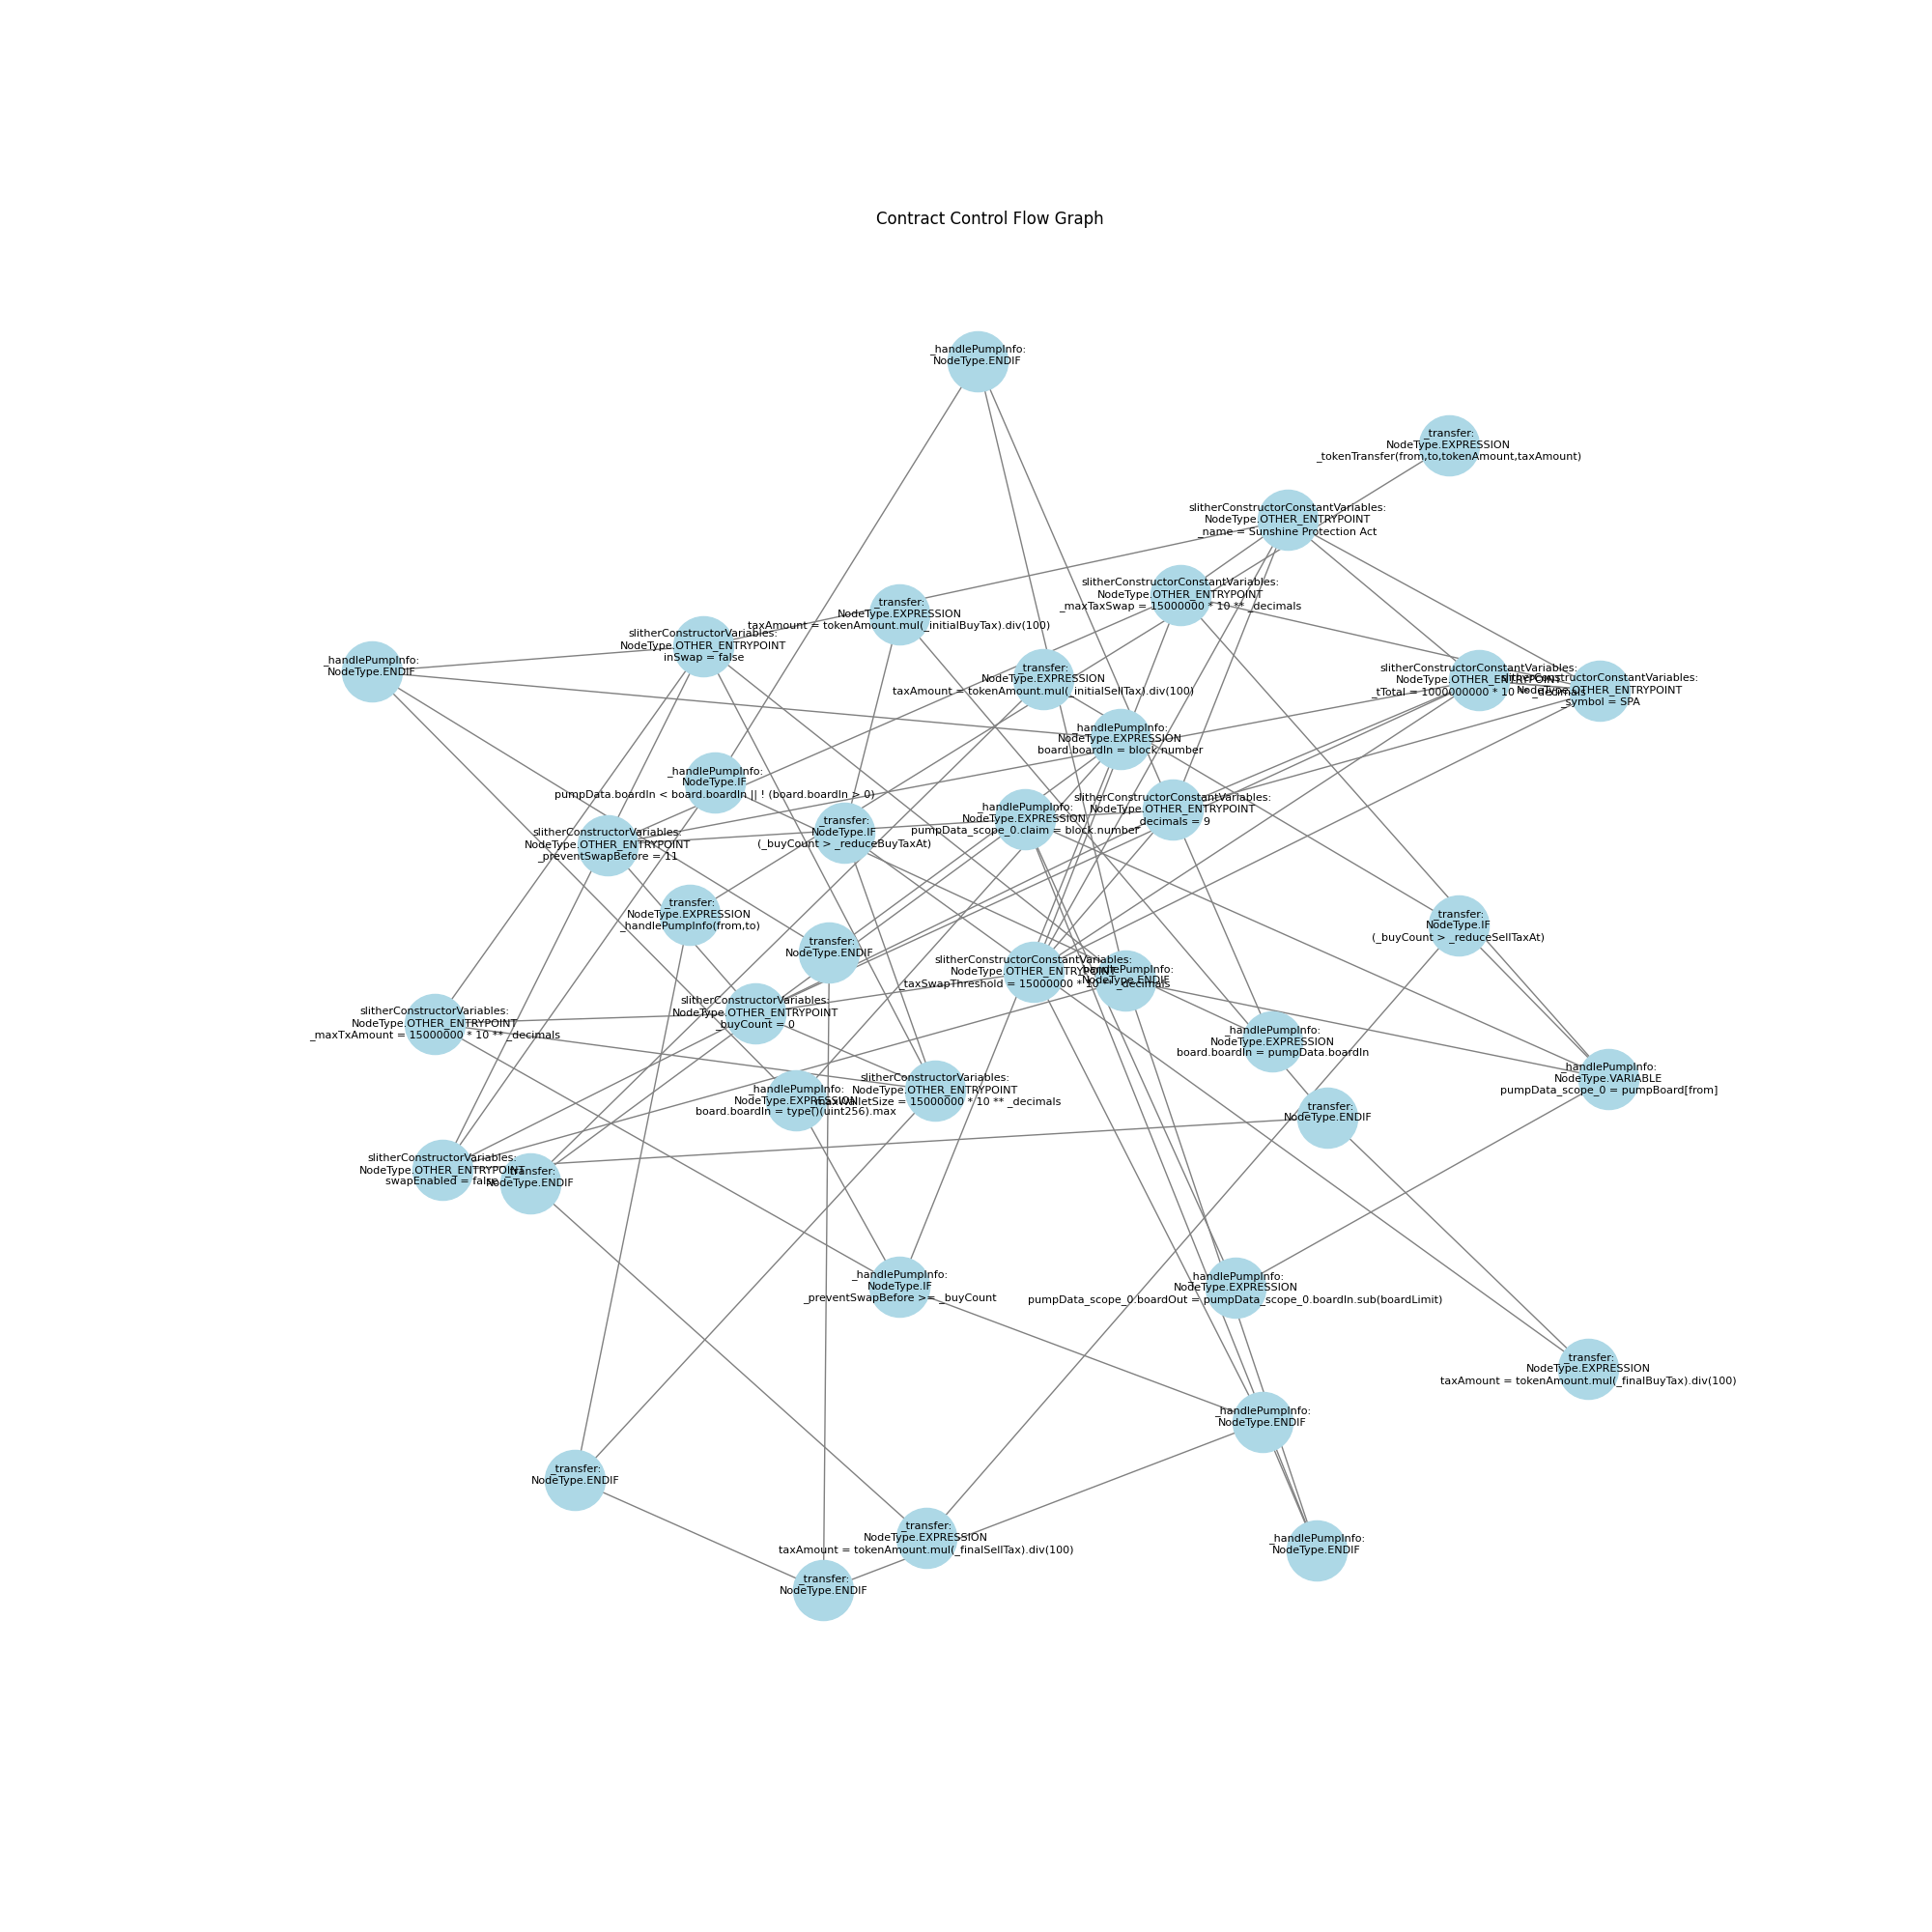 Contract Control Flow Graph
_handlePumpInfo:
NodeType.ENDIF
_transfer:
NodeType.EXPRESSION
_tokenTransfer(from,to,tokenAmount,taxAmount)
slitherConstructorConstantVariables:
NodeType.OTHER_ENTRYPOINT
_name = Sunshine Protection Act
slitherConstructorConstantVariables:
NodeType.OTHER_ENTRYPOINT
_maxTaxSwap = 15000000 * 10 ** _decimals
_transfer:
NodeType.EXPRESSION
taxAmount = tokenAmount.mul(_initialBuyTax).div(100)
slitherConstructorVariables:
NodeType.OTHER_ENTRYPOINT
inSwap = false
_handlePumpInfo:
NodeType.ENDIF
_transfer:
NodeType.EXPRESSION
taxAmount = tokenAmount.mul(_initialSellTax).div(100)
slitherConstructorConstantVariables:
NodeType.OTHER_ENTRYPOINT
_tTotal = 1000000000 * 10 ** _decimals
slitherConstructorConstantVariables:
NodeType.OTHER_ENTRYPOINT
_symbol = SPA
_handlePumpInfo:
NodeType.EXPRESSION
board.boardIn = block.number
_handlePumpInfo:
NodeType.IF
pumpData.boardIn < board.boardIn || ! (board.boardIn > 0)
_handlePumpInfo:
NodeType.EXPRESSION
pumpData_scope_0.claim = block.number
slitherConstructorConstantVariables:
NodeType.OTHER_ENTRYPOINT
_decimals = 9
_transfer:
NodeType.IF
(_buyCount > _reduceBuyTaxAt)
slitherConstructorVariables:
NodeType.OTHER_ENTRYPOINT
_preventSwapBefore = 11
_transfer:
NodeType.EXPRESSION
_handlePumpInfo(from,to)
_transfer:
NodeType.IF
(_buyCount > _reduceSellTaxAt)
_transfer:
NodeType.ENDIF
slitherConstructorConstantVariables:
NodeType.OTHER_ENTRYPOINT
_taxSwapThreshold = 15000000 * 10 ** _decimals
_handlePumpInfo:
NodeType.ENDIF
slitherConstructorVariables:
NodeType.OTHER_ENTRYPOINT
_buyCount = 0
slitherConstructorVariables:
NodeType.OTHER_ENTRYPOINT
_maxTxAmount = 15000000 * 10 ** _decimals
_handlePumpInfo:
NodeType.EXPRESSION
board.boardIn = pumpData.boardIn
_handlePumpInfo:
NodeType.VARIABLE
pumpData_scope_0 = pumpBoard[from]
slitherConstructorVariables:
NodeType.OTHER_ENTRYPOINT
_maxWalletSize = 15000000 * 10 ** _decimals
_handlePumpInfo:
NodeType.EXPRESSION
board.boardIn = type()(uint256).max
_transfer:
NodeType.ENDIF
slitherConstructorVariables:
NodeType.OTHER_ENTRYPOINT
swapEnabled = false
_transfer:
NodeType.ENDIF
_handlePumpInfo:
NodeType.IF
_preventSwapBefore >= _buyCount
_handlePumpInfo:
NodeType.EXPRESSION
pumpData_scope_0.boardOut = pumpData_scope_0.boardIn.sub(boardLimit)
_transfer:
NodeType.EXPRESSION
taxAmount = tokenAmount.mul(_finalBuyTax).div(100)
_handlePumpInfo:
NodeType.ENDIF
_transfer:
NodeType.ENDIF
_transfer:
NodeType.EXPRESSION
taxAmount = tokenAmount.mul(_finalSellTax).div(100)
_handlePumpInfo:
NodeType.ENDIF
_transfer:
NodeType.ENDIF